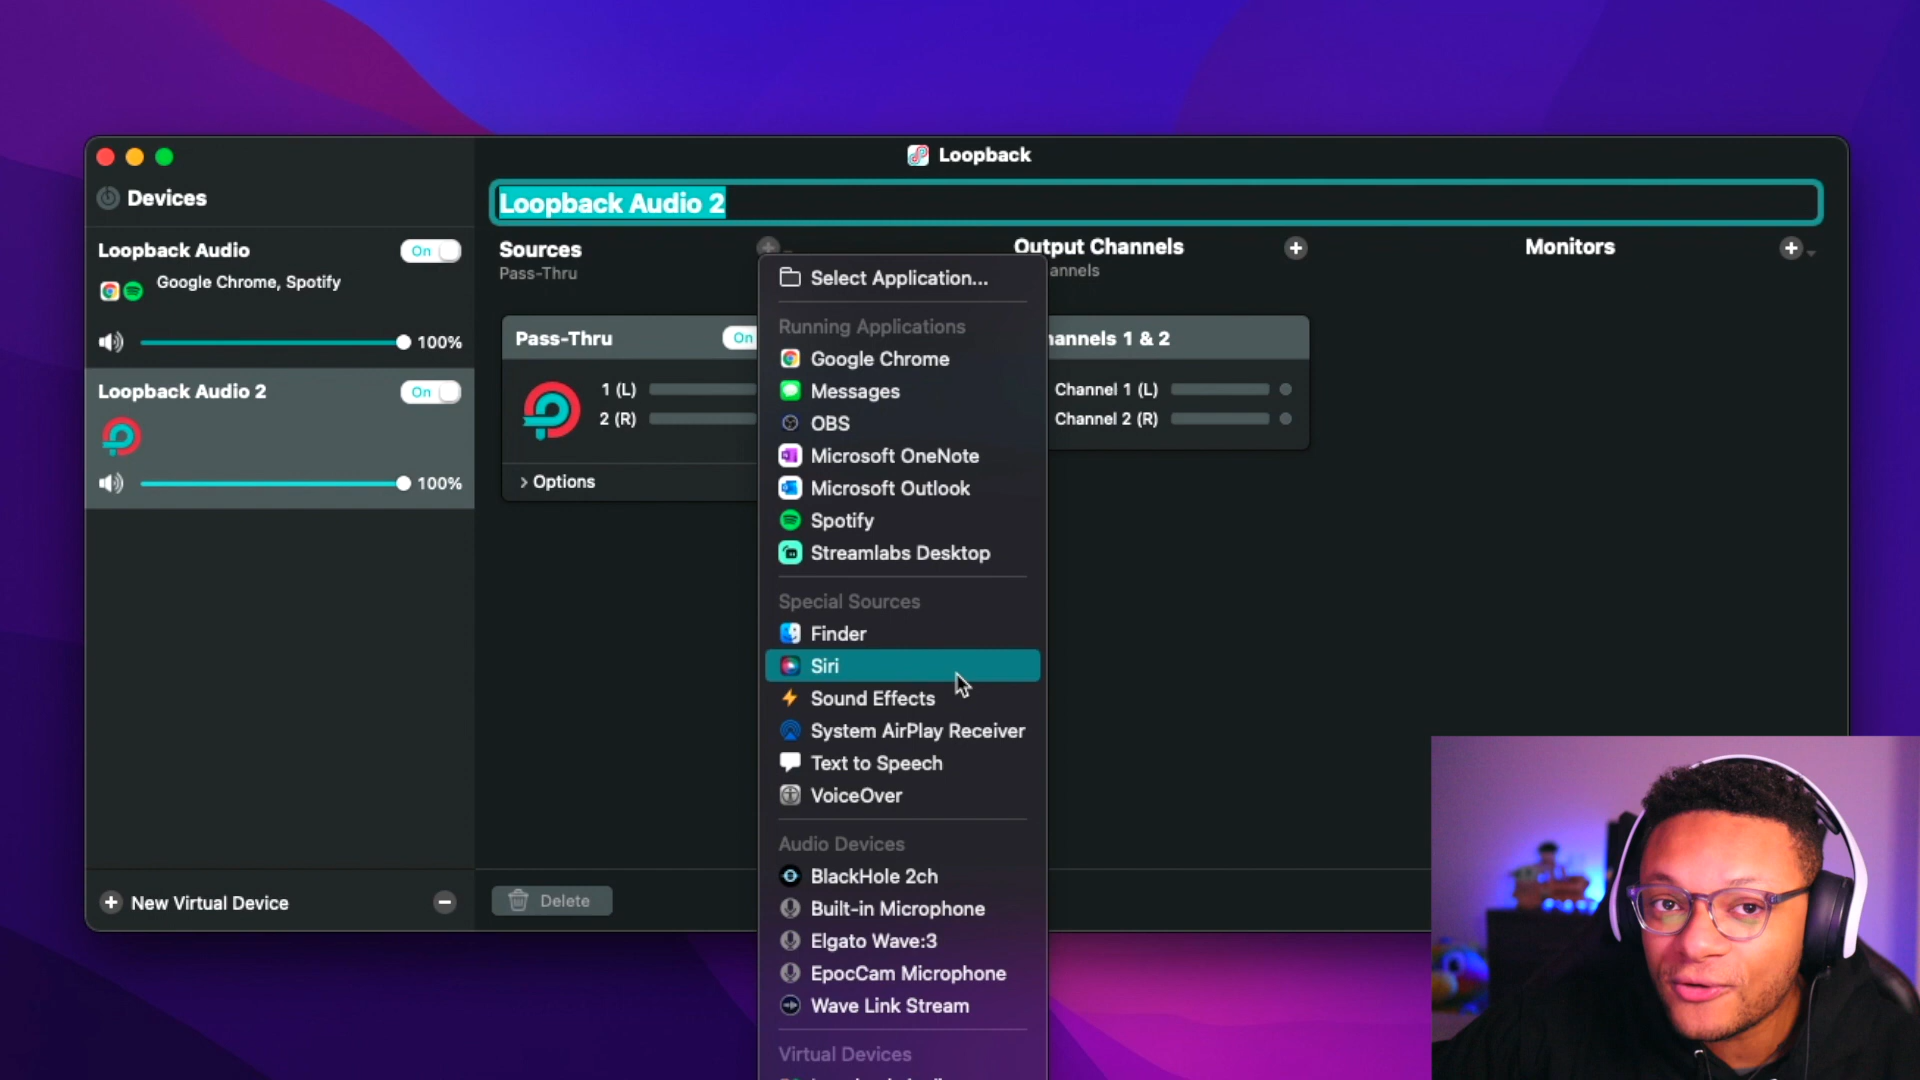 Loopback
Devices
Loopback Audio 2
Loopback Audio
On
Google Chrome, Spotify
100%
Loopback Audio 2
On
100%
New Virtual Device
Sources
Pass-Thru
Output Channels
annels
Monitors
Pass-Thru
On
1 (L)
2 (R)
Options
annels 1 & 2
Channel 1 (L)
Channel 2 (R)
Delete
Select Application...
Running Applications
Google Chrome
Messages
OBS
Microsoft OneNote
Microsoft Outlook
Spotify
Streamlabs Desktop
Special Sources
Finder
Siri
Sound Effects
System AirPlay Receiver
Text to Speech
VoiceOver
Audio Devices
BlackHole 2ch
Built-in Microphone
Elgato Wave:3
EpocCam Microphone
Wave Link Stream
Virtual Devices